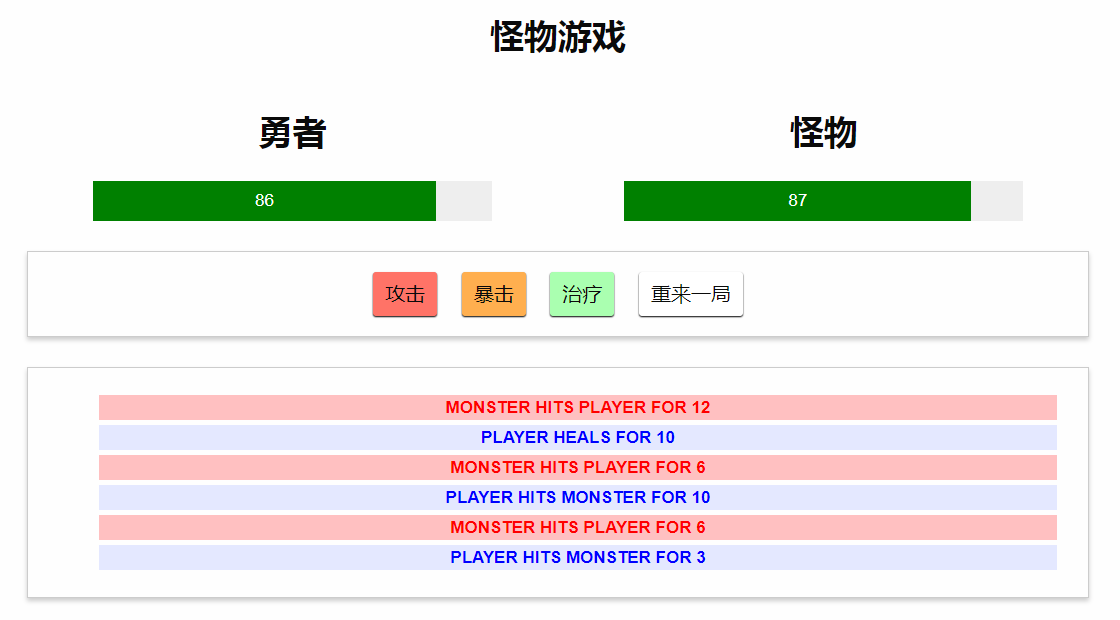 怪物游戏
勇者
怪物
86
87
攻击 暴击 治疗 重来一局
MONSTER HITS PLAYER FOR 12
PLAYER HEALS FOR 10
MONSTER HITS PLAYER FOR 6
PLAYER HITS MONSTER FOR 10
MONSTER HITS PLAYER FOR 6
PLAYER HITS MONSTER FOR 3